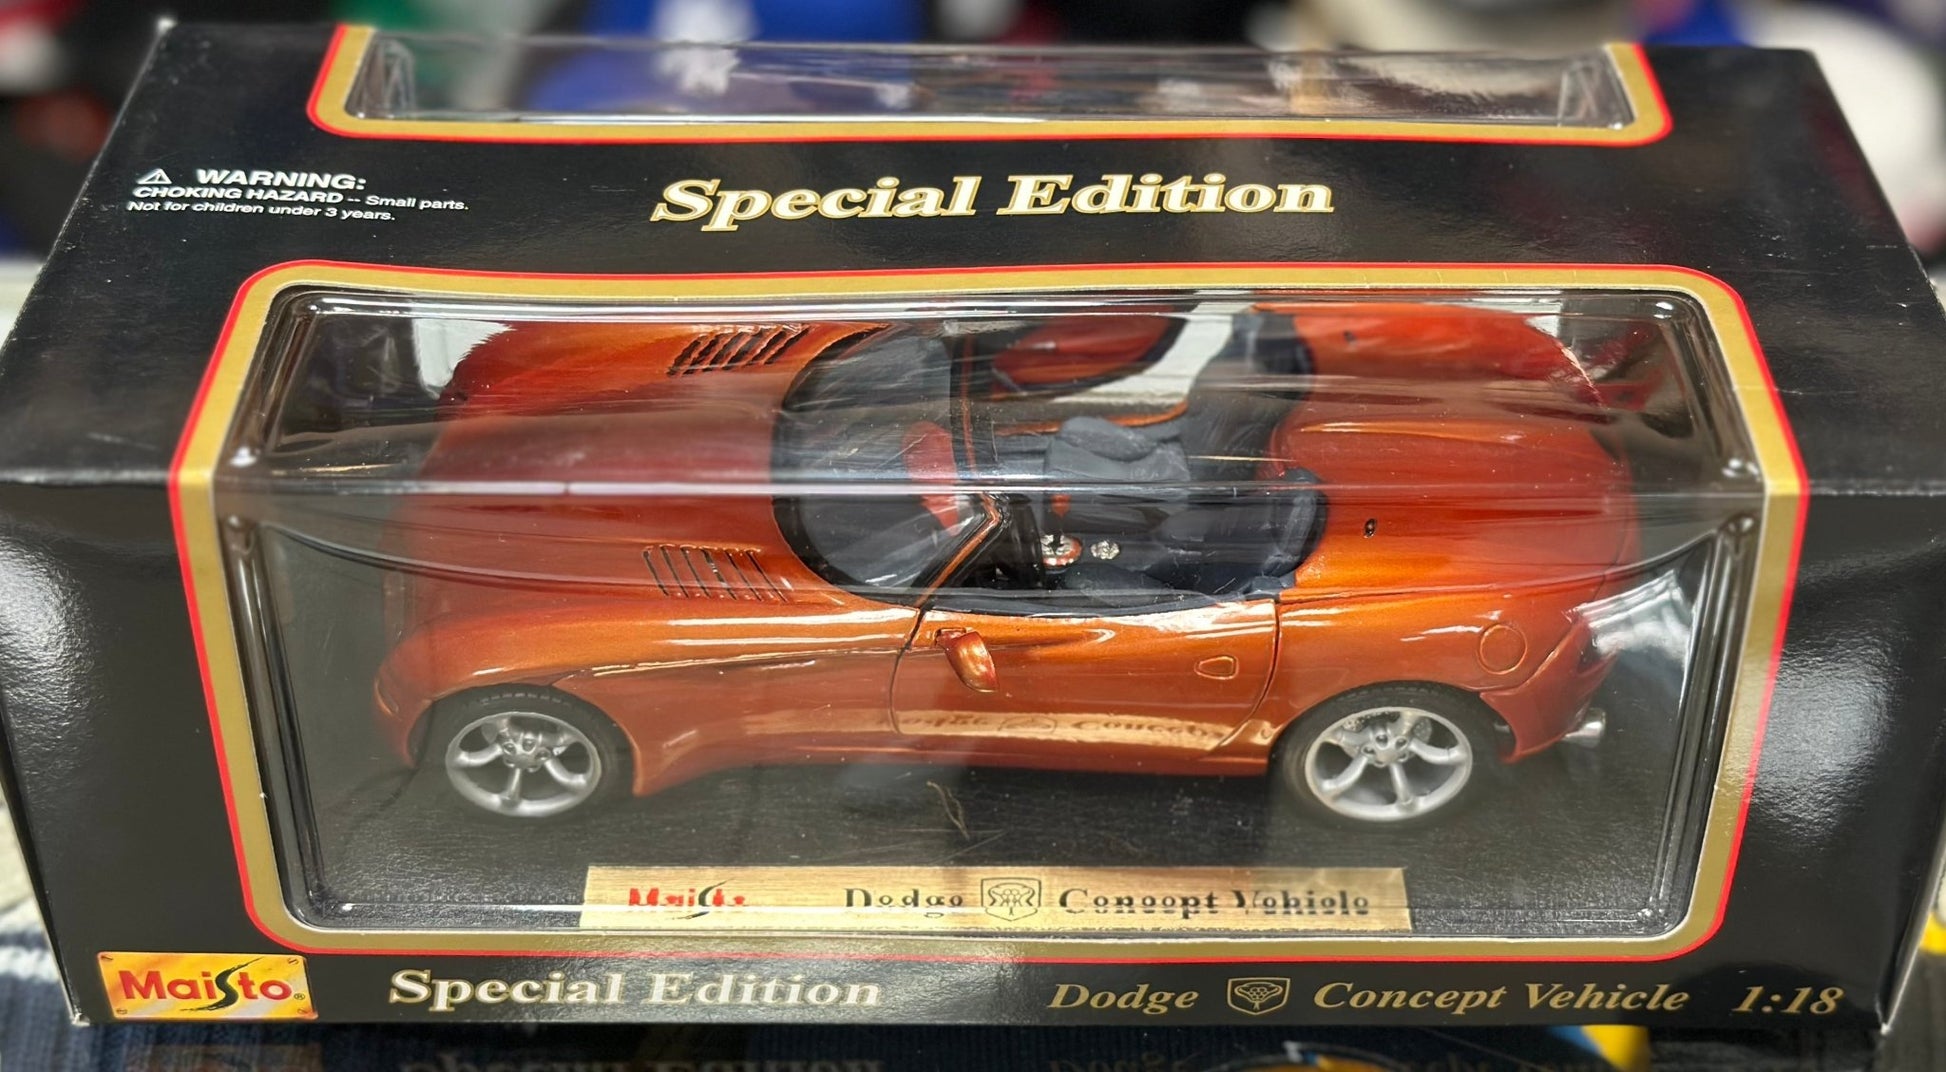 ⚠ WARNING:
CHOKING HAZARD -- Small parts.
Not for children under 3 years.
Special Edition
Maisto Dodge Concept Vehicle
Maisto®
Special Edition
Dodge Concept Vehicle 1:18